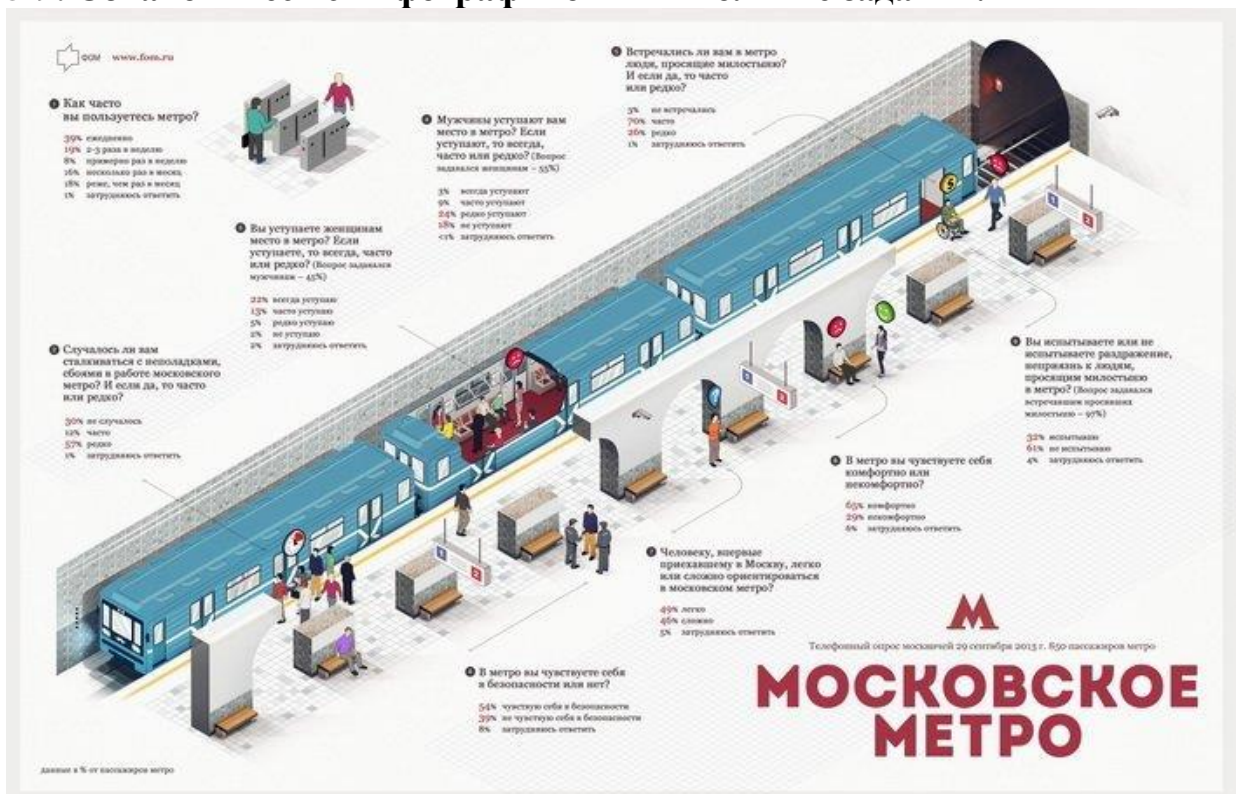 ФОМ www.fom.ru
Как часто
вы пользуетесь метро?
39% ежедневно
19% 2-3 раза в неделю
8% примерно раз в неделю
16% несколько раз в месяц
18% реже, чем раз в месяц
1% затрудняюсь ответить
Случалось ли вам
сталкиваться с неполадками,
сбоями в работе московского
метро? И если да, то часто
или редко?
30% не случалось
12% часто
57% редко
1% затрудняюсь ответить
Вы уступаете женщинам
место в метро? Если
уступаете, то всегда, часто
или редко? (Вопрос задавался
мужчинам – 45%)
22% всегда уступаю
13% часто уступаю
5% редко уступаю
2% не уступаю
2% затрудняюсь ответить
Мужчины уступают вам
место в метро? Если
уступают, то всегда,
часто или редко? (Вопрос
задавался женщинам – 55%)
3% всегда уступают
9% часто уступают
24% редко уступают
18% не уступают
<1% затрудняюсь ответить
Встречались ли вам в метро
люди, просящие милостыню?
И если да, то часто
или редко?
3% не встречались
70% часто
26% редко
1% затрудняюсь ответить
Вы испытываете или не
испытываете раздражение,
неприязнь к людям,
просящим милостыню
в метро? (Вопрос задавался
встречавшим просящих
милостыню – 97%)
32% испытываю
61% не испытываю
4% затрудняюсь ответить
В метро вы чувствуете себя
комфортно или
некомфортно?
65% комфортно
29% некомфортно
6% затрудняюсь ответить
Человеку, впервые
приехавшему в Москву, легко
или сложно ориентироваться
в московском метро?
49% легко
46% сложно
5% затрудняюсь ответить
В метро вы чувствуете себя
в безопасности или нет?
54% чувствую себя в безопасности
39% не чувствую себя в безопасности
8% затрудняюсь ответить
1 2
1 2
1 2
М
Телефонный опрос москвичей 29 сентября 2013 г. 850 пассажиров метро
МОСКОВСКОЕ
МЕТРО
данные в % от пассажиров метро